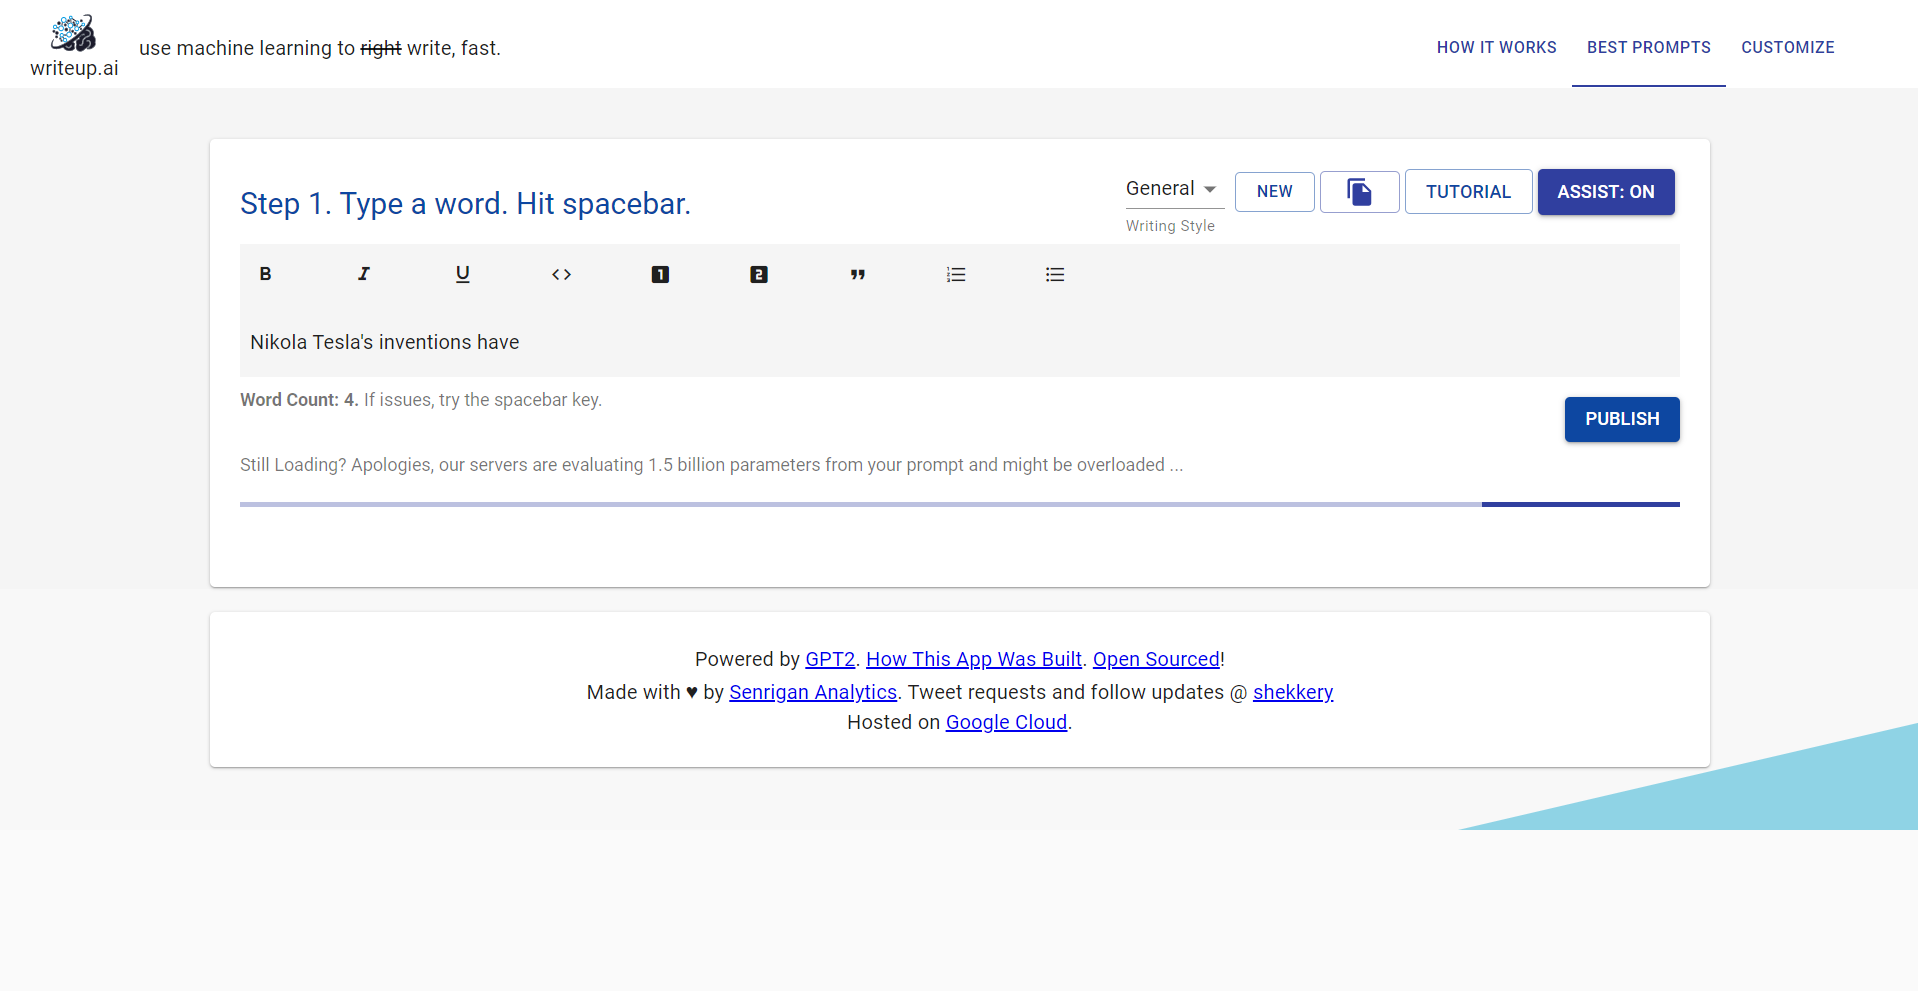 writeup.ai
use machine learning to right write, fast.
HOW IT WORKS
BEST PROMPTS
CUSTOMIZE
Step 1. Type a word. Hit spacebar.
General
Writing Style
NEW
TUTORIAL
ASSIST: ON
B
I
U
<>
1
2
”
1
2
3
Nikola Tesla's inventions have
Word Count: 4. If issues, try the spacebar key.
PUBLISH
Still Loading? Apologies, our servers are evaluating 1.5 billion parameters from your prompt and might be overloaded ...
Powered by GPT2. How This App Was Built. Open Sourced!
Made with ♥ by Senrigan Analytics. Tweet requests and follow updates @ shekkery
Hosted on Google Cloud.